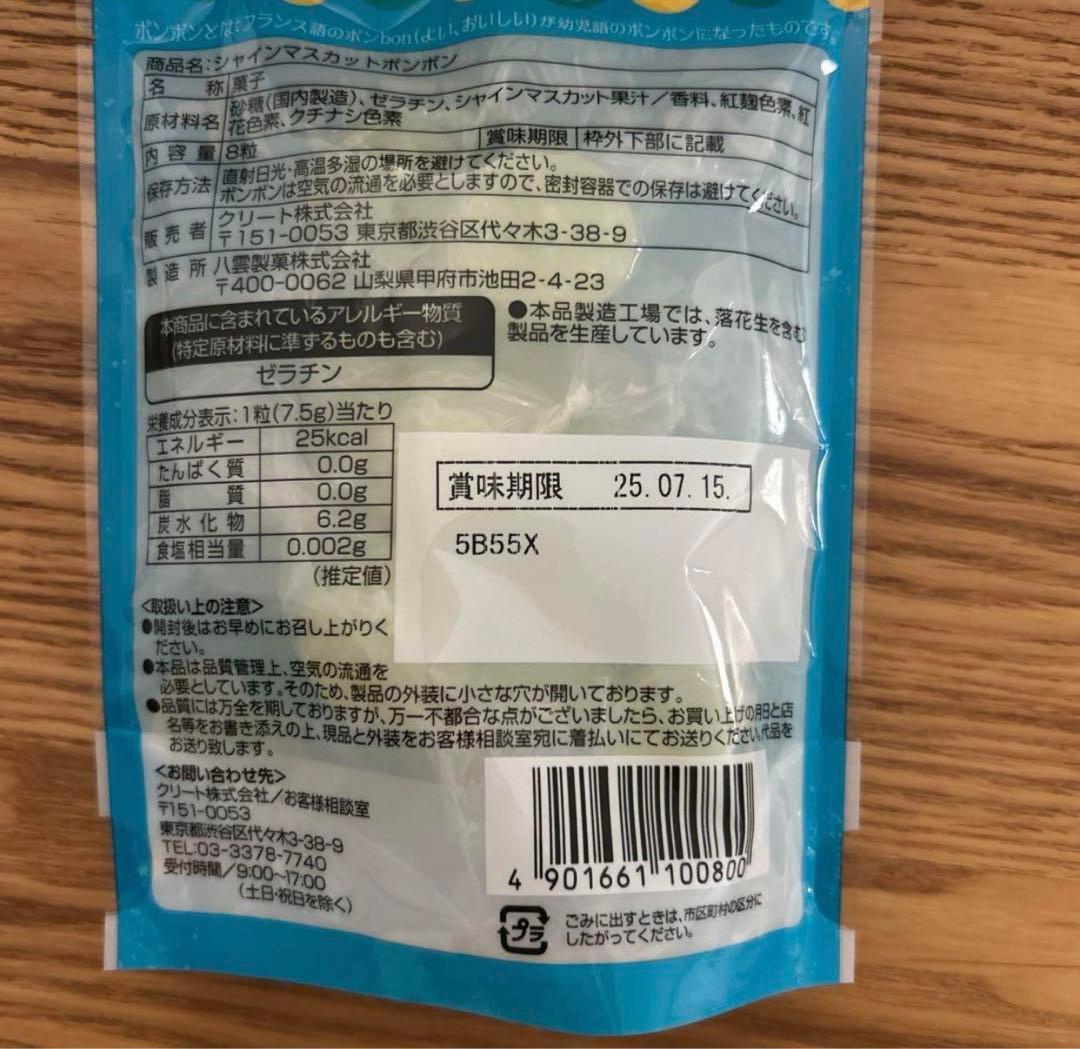 ボンボンとは:フランス語のボンbon(よい、おいしい)が幼児語のボンボンになったものです。
商品名:シャインマスカットボンボン
名称 菓子
原材料名 砂糖(国内製造)、ゼラチン、シャインマスカット果汁/香料、紅麹色素、紅
花色素、クチナシ色素
内容量 8粒 賞味期限 枠外下部に記載
保存方法 直射日光・高温多湿の場所を避けてください。
ボンボンは空気の流通を必要としますので、密封容器での保存は避けてください。
販売者 クリート株式会社
〒151-0053 東京都渋谷区代々木3-38-9
製造所 八雲製菓株式会社
〒400-0062 山梨県甲府市池田2-4-23
本商品に含まれているアレルギー物質
(特定原材料に準ずるものも含む)
ゼラチン
●本品製造工場では、落花生を含む
製品を生産しています。
栄養成分表示:1粒(7.5g)当たり
エネルギー 25kcal
たんぱく質 0.0g
脂質 0.0g
炭水化物 6.2g
食塩相当量 0.002g
(推定値)
賞味期限 25.07.15.
5B55X
<取扱い上の注意>
●開封後はお早めにお召し上がりく
ださい。
●本品は品質管理上、空気の流通を
必要としています。そのため、製品の外装に小さな穴が開いております。
●品質には万全を期しておりますが、万一不都合な点がございましたら、お買い上げの月日と店
名等をお書き添えの上、現品と外装をお客様相談室宛に着払いにてお送りください。代品を
お送り致します。
<お問い合わせ先>
クリート株式会社/お客様相談室
〒151-0053
東京都渋谷区代々木3-38-9
TEL:03-3378-7740
受付時間/9:00~17:00
(土日・祝日を除く)
4 901661 100800
プラ
ごみに出すときは、市区町村の区分に
したがってください。